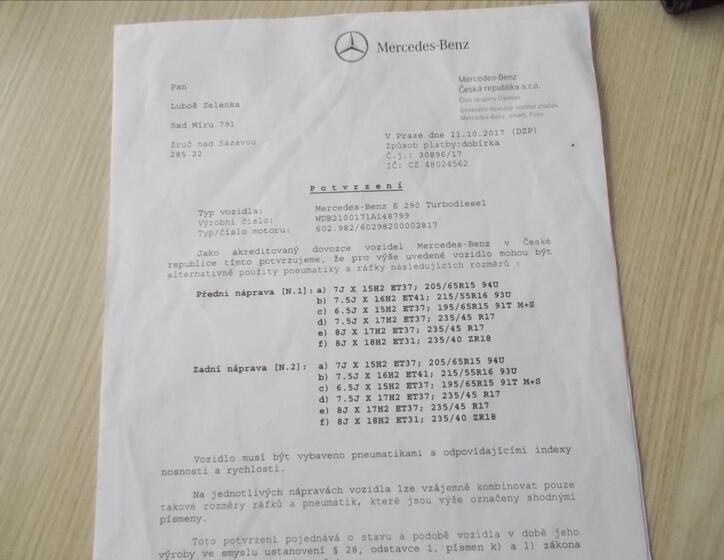 Mercedes-Benz
Mercedes-Benz
Česká republika s.r.o.
Člen skupiny Daimler
Generální dovozce vozidel značek
Mercedes-Benz, smart, Fuso
Pan
Luboš Zelenka
Sad Míru 791
Zruč nad Sázavou
285 22
V Praze dne 11.10.2017 (DZP)
Způsob platby:dobírka
Č.j.: 30896/17
IČ: CZ 48024562
Potvrzení
Typ vozidla: Mercedes-Benz E 290 Turbodiesel
Výrobní číslo: WDB2100171A148799
Typ/číslo motoru: 602.982/60298200002817
Jako akreditovaný dovozce vozidel Mercedes-Benz v České
republice tímto potvrzujeme, že pro výše uvedené vozidlo mohou být
alternativně použity pneumatiky a ráfky následujících rozměrů :
Přední náprava [N.1]: a) 7J X 15H2 ET37; 205/65R15 94U
b) 7.5J X 16H2 ET41; 215/55R16 93U
c) 6.5J X 15H2 ET37; 195/65R15 91T M+S
d) 7.5J X 17H2 ET37; 235/45 R17
e) 8J X 17H2 ET37; 235/45 R17
f) 8J X 18H2 ET31; 235/40 ZR18
Zadní náprava [N.2]: a) 7J X 15H2 ET37; 205/65R15 94U
b) 7.5J X 16H2 ET41; 215/55R16 93U
c) 6.5J X 15H2 ET37; 195/65R15 91T M+S
d) 7.5J X 17H2 ET37; 235/45 R17
e) 8J X 17H2 ET37; 235/45 R17
f) 8J X 18H2 ET31; 235/40 ZR18
Vozidlo musí být vybaveno pneumatikami s odpovídajícími indexy
nosnosti a rychlosti.
Na jednotlivých nápravách vozidla lze vzájemně kombinovat pouze
takové rozměry ráfků a pneumatik, které jsou výše označeny shodnými
písmeny.
Toto potvrzení pojednává o stavu a podobě vozidla v době jeho
výroby ve smyslu ustanovení § 28, odstavce 1, písmen k) a l) zákona